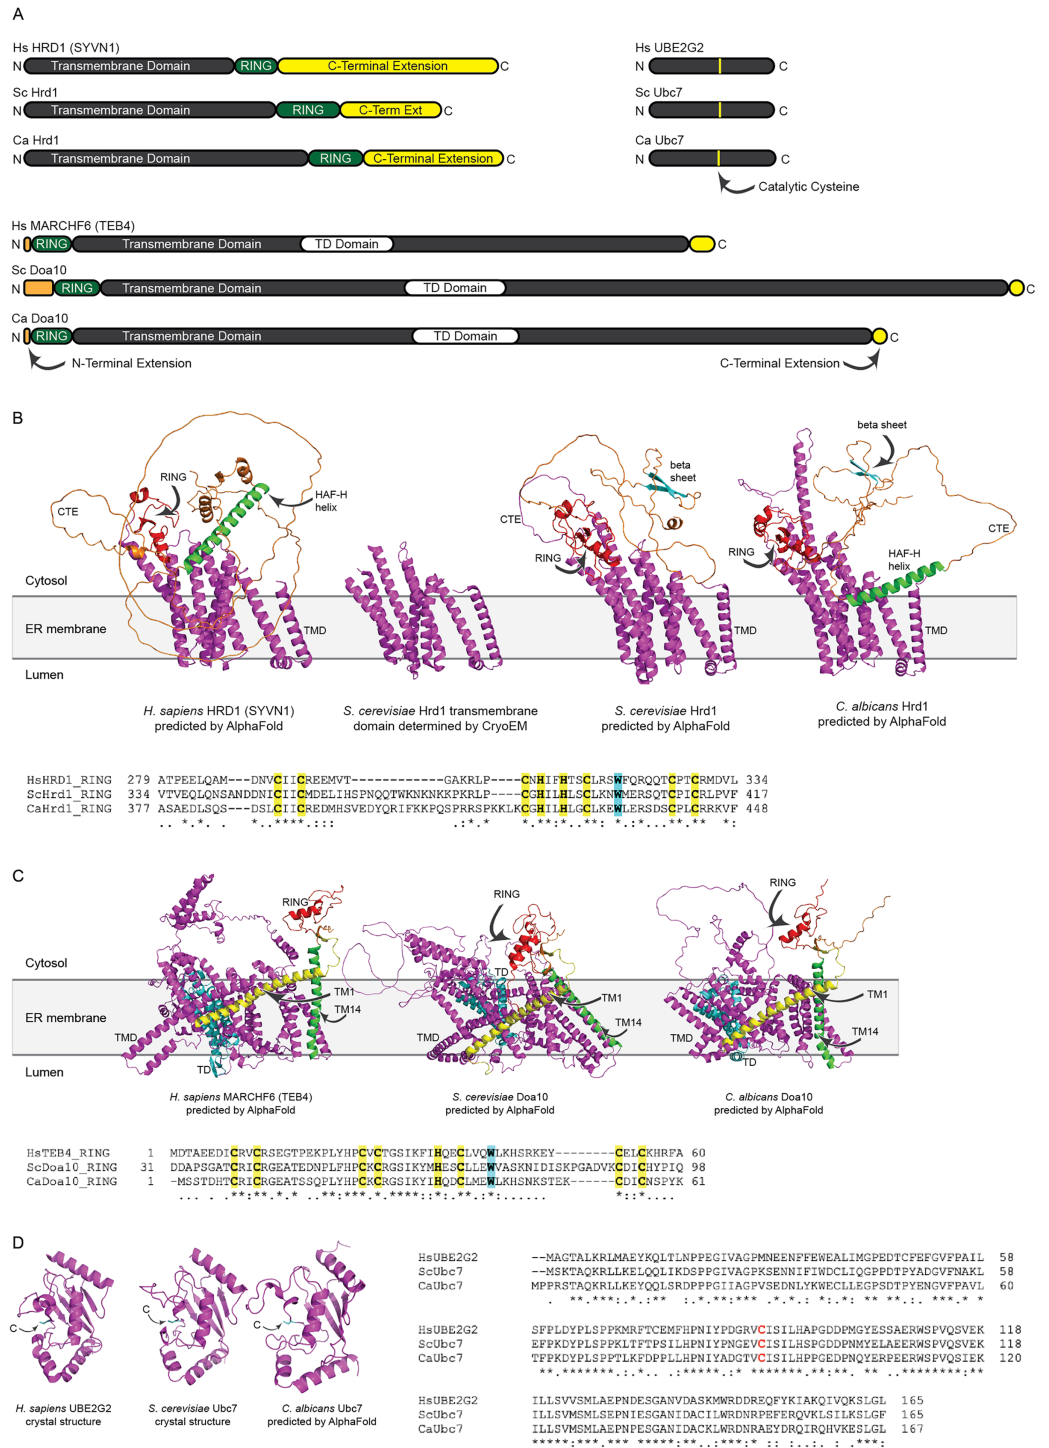 A
Hs HRD1 (SYVN1)
N Transmembrane Domain RING C-Terminal Extension C
Sc Hrd1
N Transmembrane Domain RING C-Term Ext C
Ca Hrd1
N Transmembrane Domain RING C-Terminal Extension C
Hs UBE2G2
N C
Sc Ubc7
N C
Ca Ubc7
N C
Catalytic Cysteine
Hs MARCHF6 (TEB4)
N RING Transmembrane Domain TD Domain C
Sc Doa10
N RING Transmembrane Domain TD Domain C
Ca Doa10
N RING Transmembrane Domain TD Domain C
N-Terminal Extension
C-Terminal Extension
B
RING
CTE
HAF-H
helix
TMD
beta
sheet
CTE
RING
TMD
beta sheet
CTE
RING
HAF-H
helix
TMD
Cytosol
ER membrane
Lumen
H. sapiens HRD1 (SYVN1)
predicted by AlphaFold
S. cerevisiae Hrd1 transmembrane
domain determined by CryoEM
S. cerevisiae Hrd1
predicted by AlphaFold
C. albicans Hrd1
predicted by AlphaFold
HsHRD1_RING 279 ATPEELQAM---DNVCIICREEMVT------------GAKRLP----CNHIFHTSCLRSWFQRQQTCPTCRMDVL 334
ScHrd1_RING 334 VTVEQLQNSANDDNICIICMDELIHSPNQQTWKNKNKKPKRLP----CGHILHLSCLKNWMERSQTCPICRLPVF 417
CaHrd1_RING 377 ASAEDLQSQS--DSLCIICREDMHSVEDYQRIFKKPQSPRRSPKKLKCGHILHLGCLKEWLERSDSCPLCRRKVF 448
C
RING
TM1
TM14
TMD
TD
RING
TD
TM1
TM14
TMD
RING
TM1
TM14
TMD
TD
Cytosol
ER membrane
Lumen
H. sapiens MARCHF6 (TEB4)
predicted by AlphaFold
S. cerevisiae Doa10
predicted by AlphaFold
C. albicans Doa10
predicted by AlphaFold
HsTEB4_RING 1 MDTAEEDICRVCRSEGTPEKPLYHPCVCTGSIKFIHQECLVQWLKHSRKEY--------CELCKHRFA 60
ScDoa10_RING 31 DDAPSGATCRICRGEATEDNPLFHPCKCRGSIKYMHESCLLEWVASKNIDISKPGADVKCDICHYPIQ 98
CaDoa10_RING 1 -MSSTDHTCRICRGEATSSQPLYHPCKCRGSIKYIHQDCLMEWLKHSNKSTEK------CDICNSPYK 61
D
C
H. sapiens UBE2G2
crystal structure
C
S. cerevisiae Ubc7
crystal structure
C
C. albicans Ubc7
predicted by AlphaFold
HsUBE2G2 --MAGTALKRLMAEYKQLTLNPPEGIVAGPMNEENFFEWEALIMGPEDTCFEFGVFPAIL 58
ScUbc7 --MSKTAQKRLLKELQQLIKDSPPGIVAGPKSENNIFIWDCLIQGPPDTPYADGVFNAKL 58
CaUbc7 MPPRSTAQKRLLKEYQQLSRDPPPGIIAGPVSEDNLYKWECLLEGPSDTPYENGVFPAVL 60
HsUBE2G2 SFPLDYPLSPPKMRFTCEMFHPNIYPDGRVCISILHAPGDDPMGYESSAERWSPVQSVEK 118
ScUbc7 EFPKDYPLSPPKLTFTPSILHPNIYPNGEVCISILHSPGDDPNMYELAEERWSPVQSVEK 118
CaUbc7 TFPKDYPLSPPTLKFDPPLLHPNIYADGTVCISILHPPGEDPNQYERPEERWSPVQSIEK 120
HsUBE2G2 ILLSVVSMLAEPNDESGANVDASKMWRDDREQFYKIAKQIVQKSLGL 165
ScUbc7 ILLSVMSMLSEPNIESGANIDACILWRDNRPEFERQVKLSILKSLGF 165
CaUbc7 ILLSVMSMLAEPNPESGANIDACKLWRDNRAEYDRQIRQHVKESLGL 167